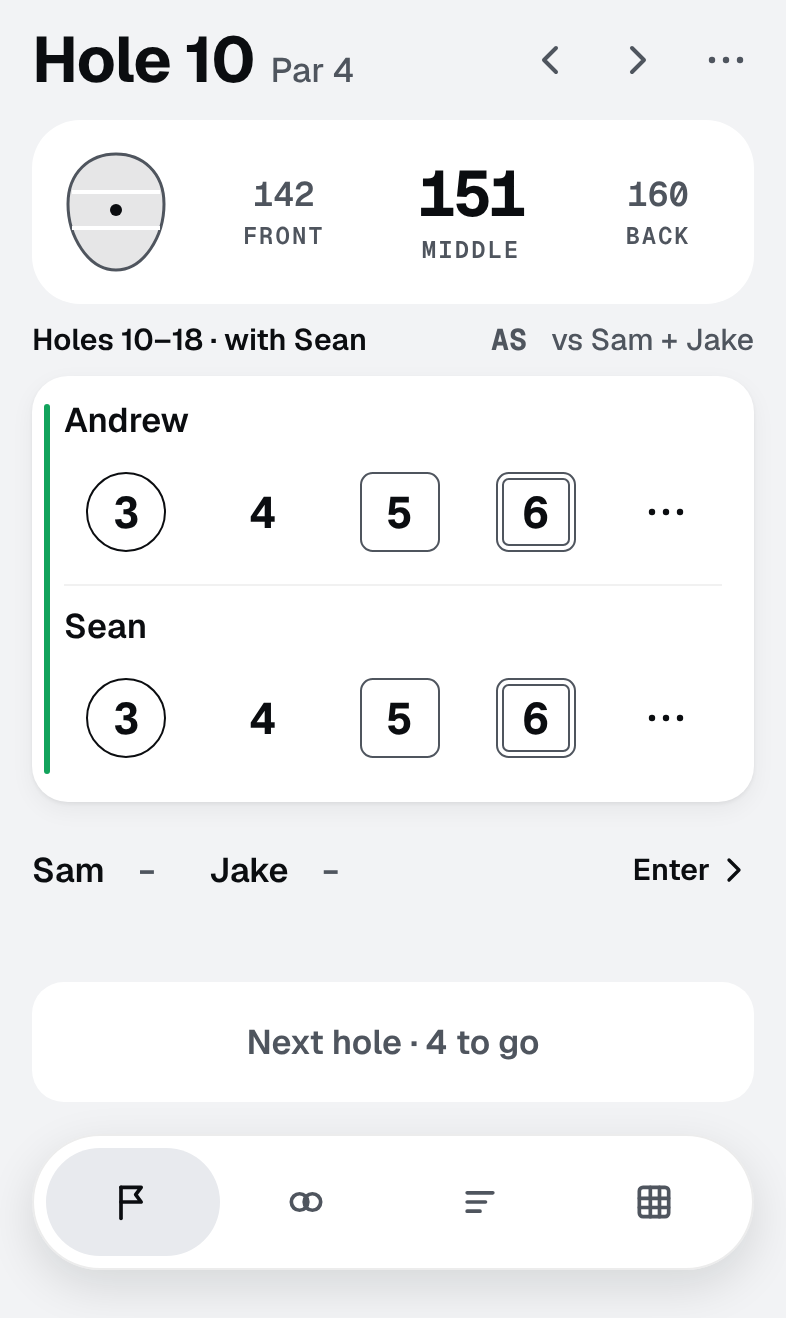 Hole 10 Par 4
142 151 160
FRONT MIDDLE BACK
Holes 10–18 · with Sean AS vs Sam + Jake
Andrew
3 4 5 6 ...
Sean
3 4 5 6 ...
Sam – Jake – Enter
Next hole · 4 to go